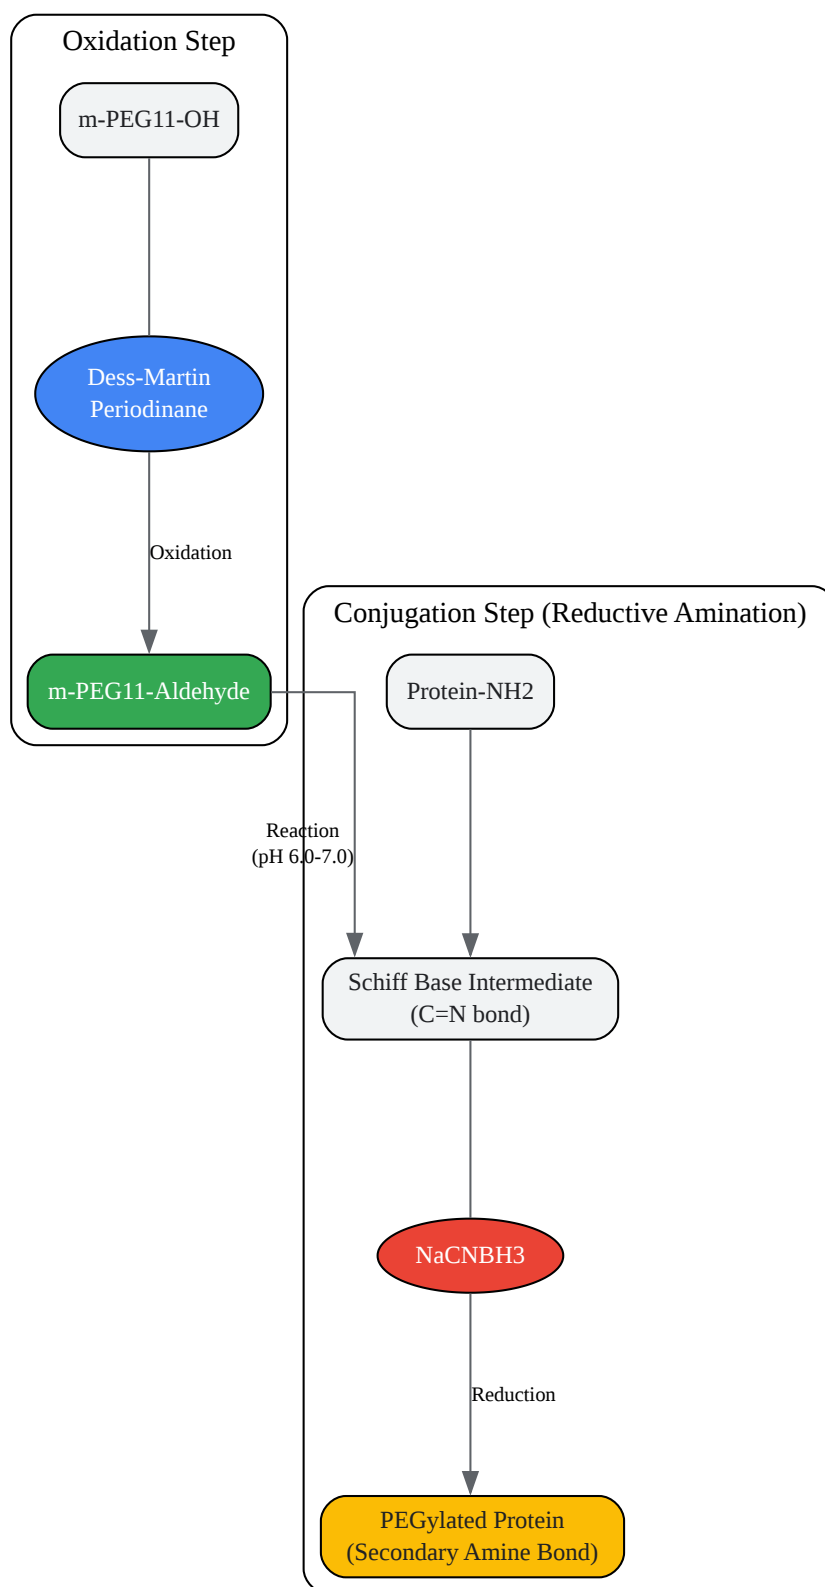 Oxidation Step
m-PEG11-OH
Dess-Martin
Periodinane
Oxidation
m-PEG11-Aldehyde
Conjugation Step (Reductive Amination)
Protein-NH2
Reaction
(pH 6.0-7.0)
Schiff Base Intermediate
(C=N bond)
NaCNBH3
Reduction
PEGylated Protein
(Secondary Amine Bond)